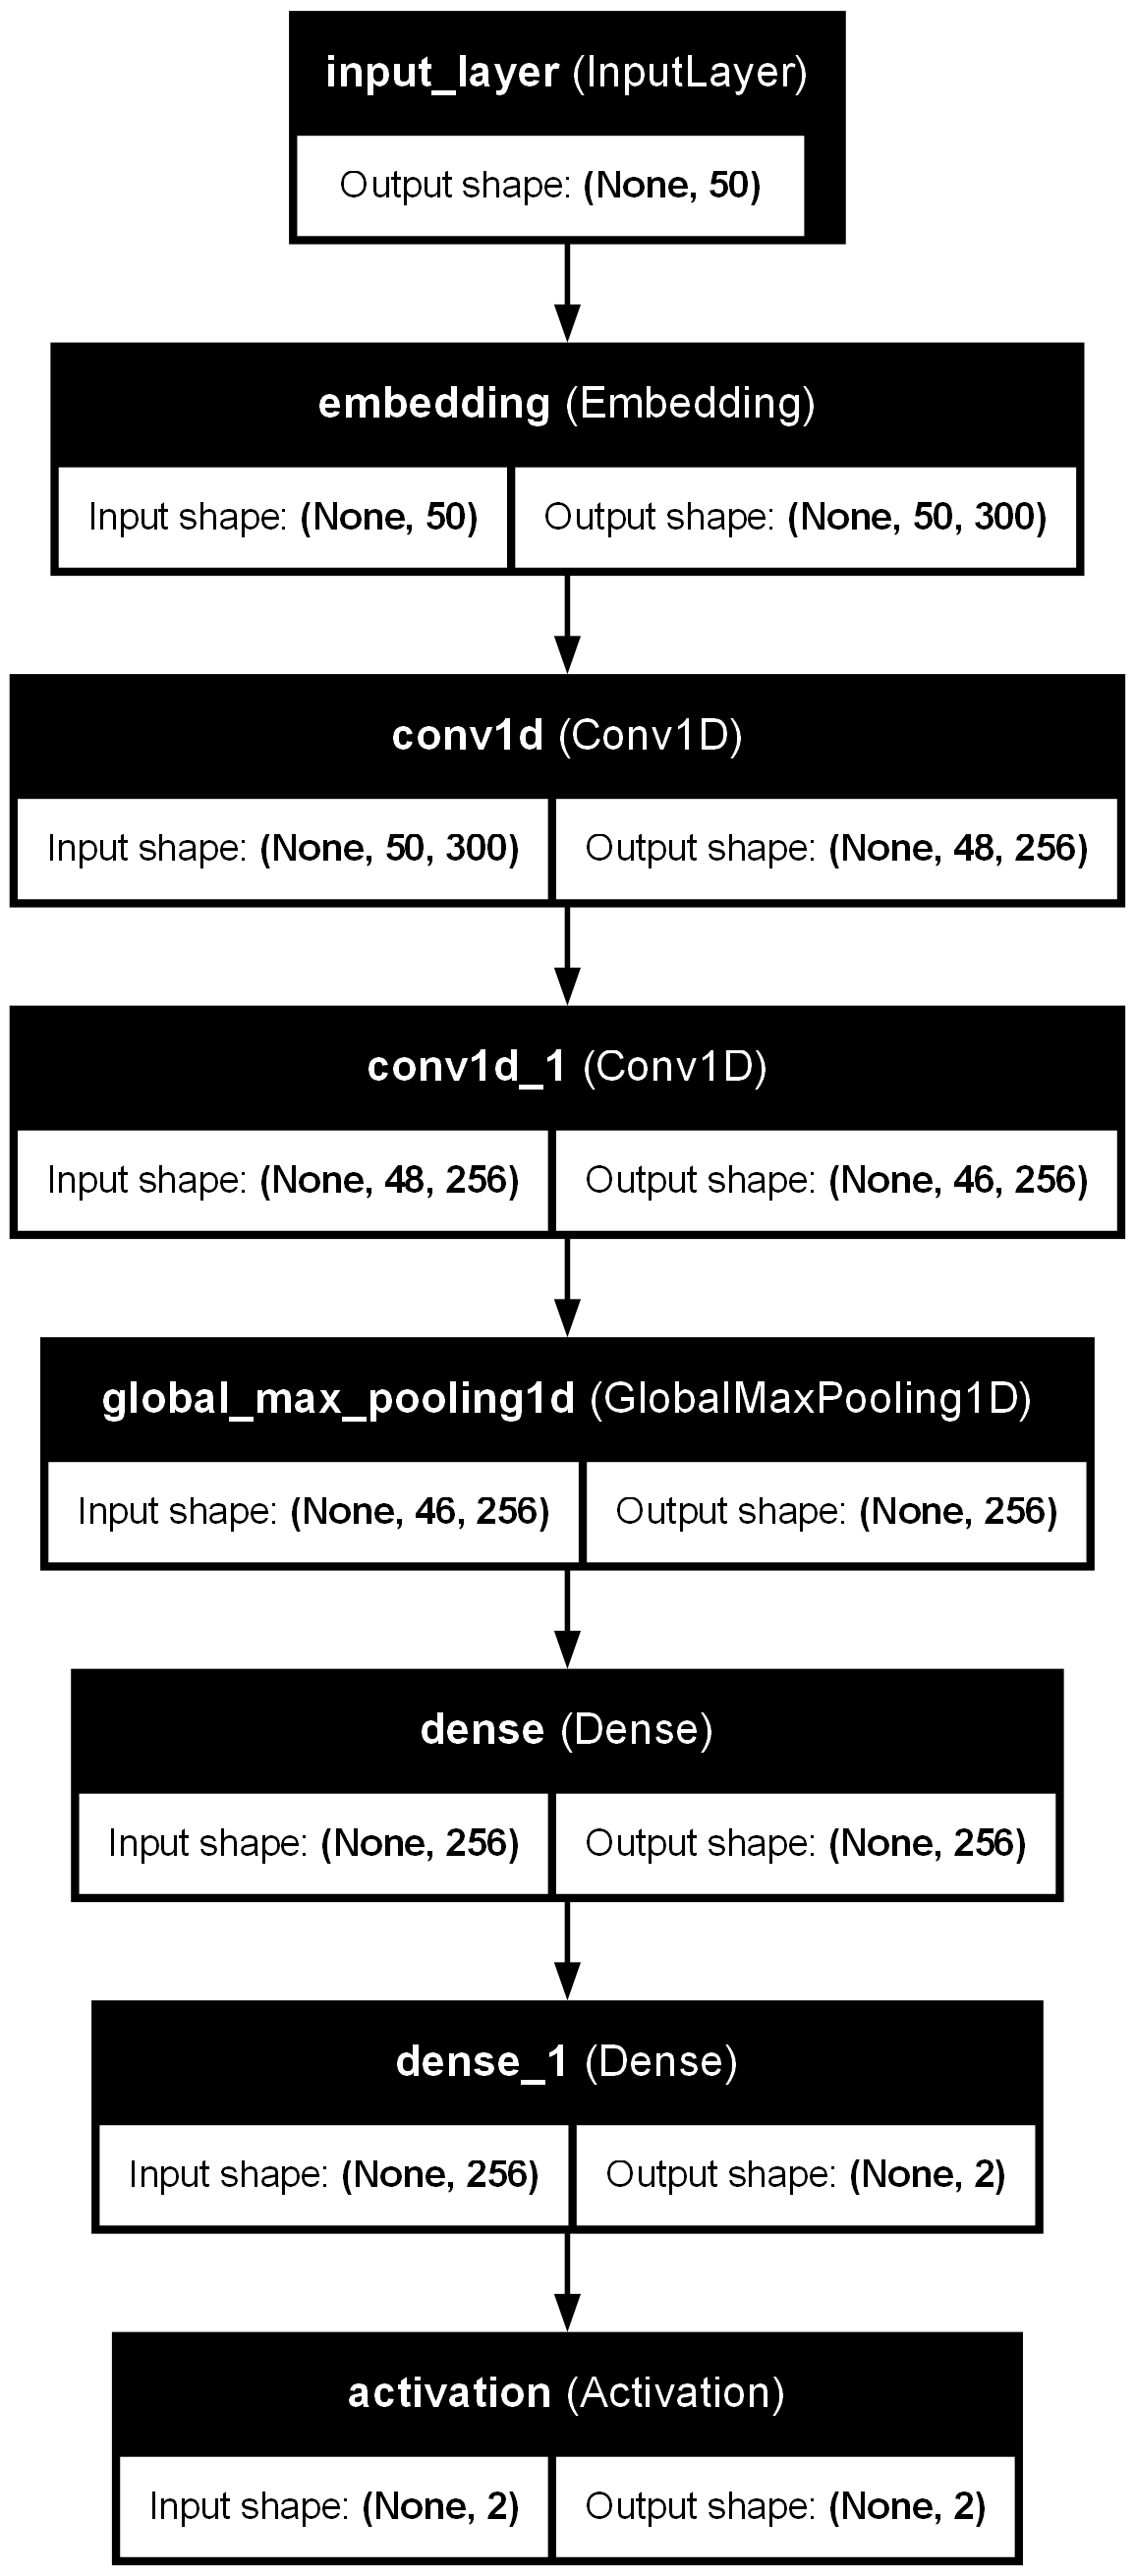 input_layer (InputLayer)
Output shape: (None, 50)
embedding (Embedding)
Input shape: (None, 50) Output shape: (None, 50, 300)
conv1d (Conv1D)
Input shape: (None, 50, 300) Output shape: (None, 48, 256)
conv1d_1 (Conv1D)
Input shape: (None, 48, 256) Output shape: (None, 46, 256)
global_max_pooling1d (GlobalMaxPooling1D)
Input shape: (None, 46, 256) Output shape: (None, 256)
dense (Dense)
Input shape: (None, 256) Output shape: (None, 256)
dense_1 (Dense)
Input shape: (None, 256) Output shape: (None, 2)
activation (Activation)
Input shape: (None, 2) Output shape: (None, 2)